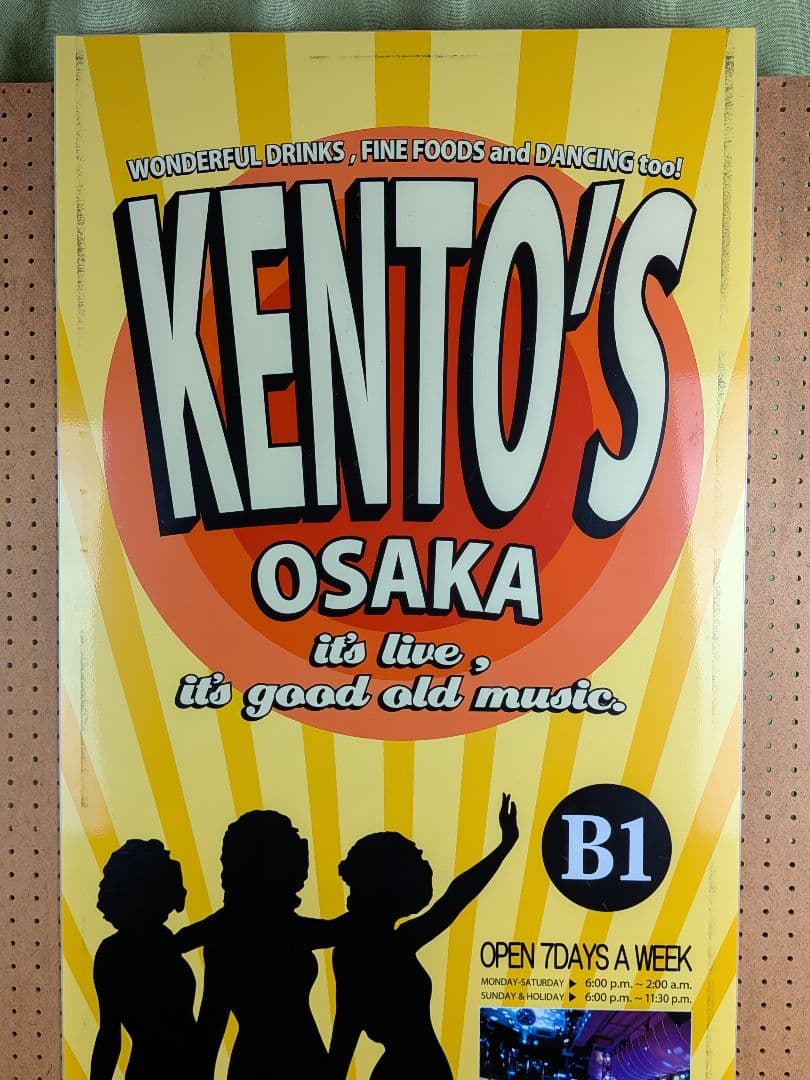 WONDERFUL DRINKS , FINE FOODS and DANCING too!
KENTO'S
OSAKA
it's live ,
it's good old music.
B1
OPEN 7DAYS A WEEK
MONDAY-SATURDAY ▶ 6:00 p.m. ~ 2:00 a.m.
SUNDAY & HOLIDAY ▶ 6:00 p.m. ~ 11:30 p.m.